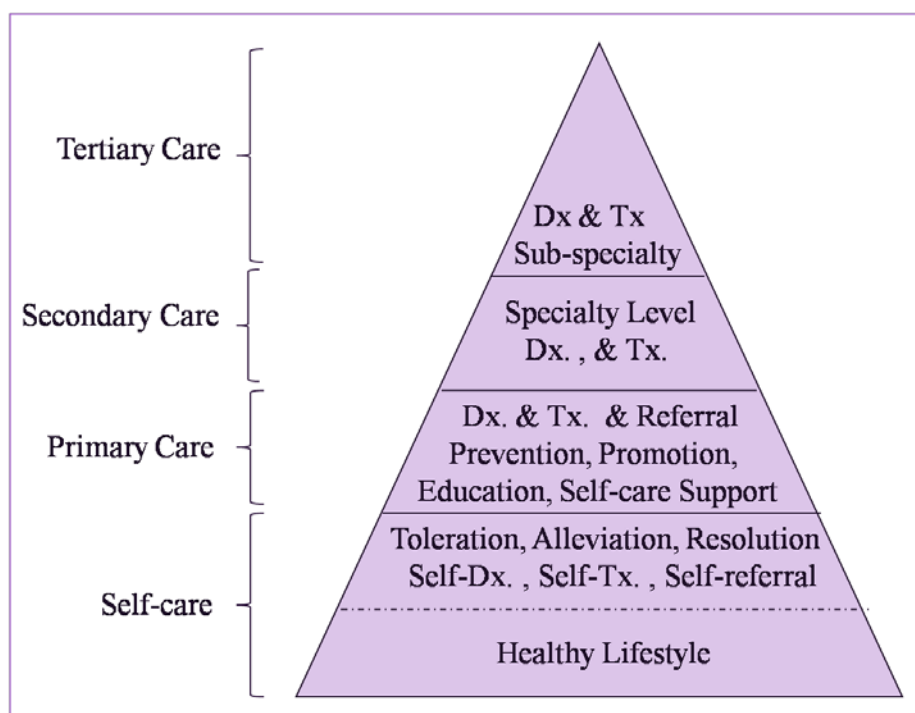 Tertiary Care
Dx & Tx
Sub-specialty
Secondary Care
Specialty Level
Dx. , & Tx.
Primary Care
Dx. & Tx. & Referral
Prevention, Promotion,
Education, Self-care Support
Self-care
Toleration, Alleviation, Resolution
Self-Dx. , Self-Tx. , Self-referral
Healthy Lifestyle